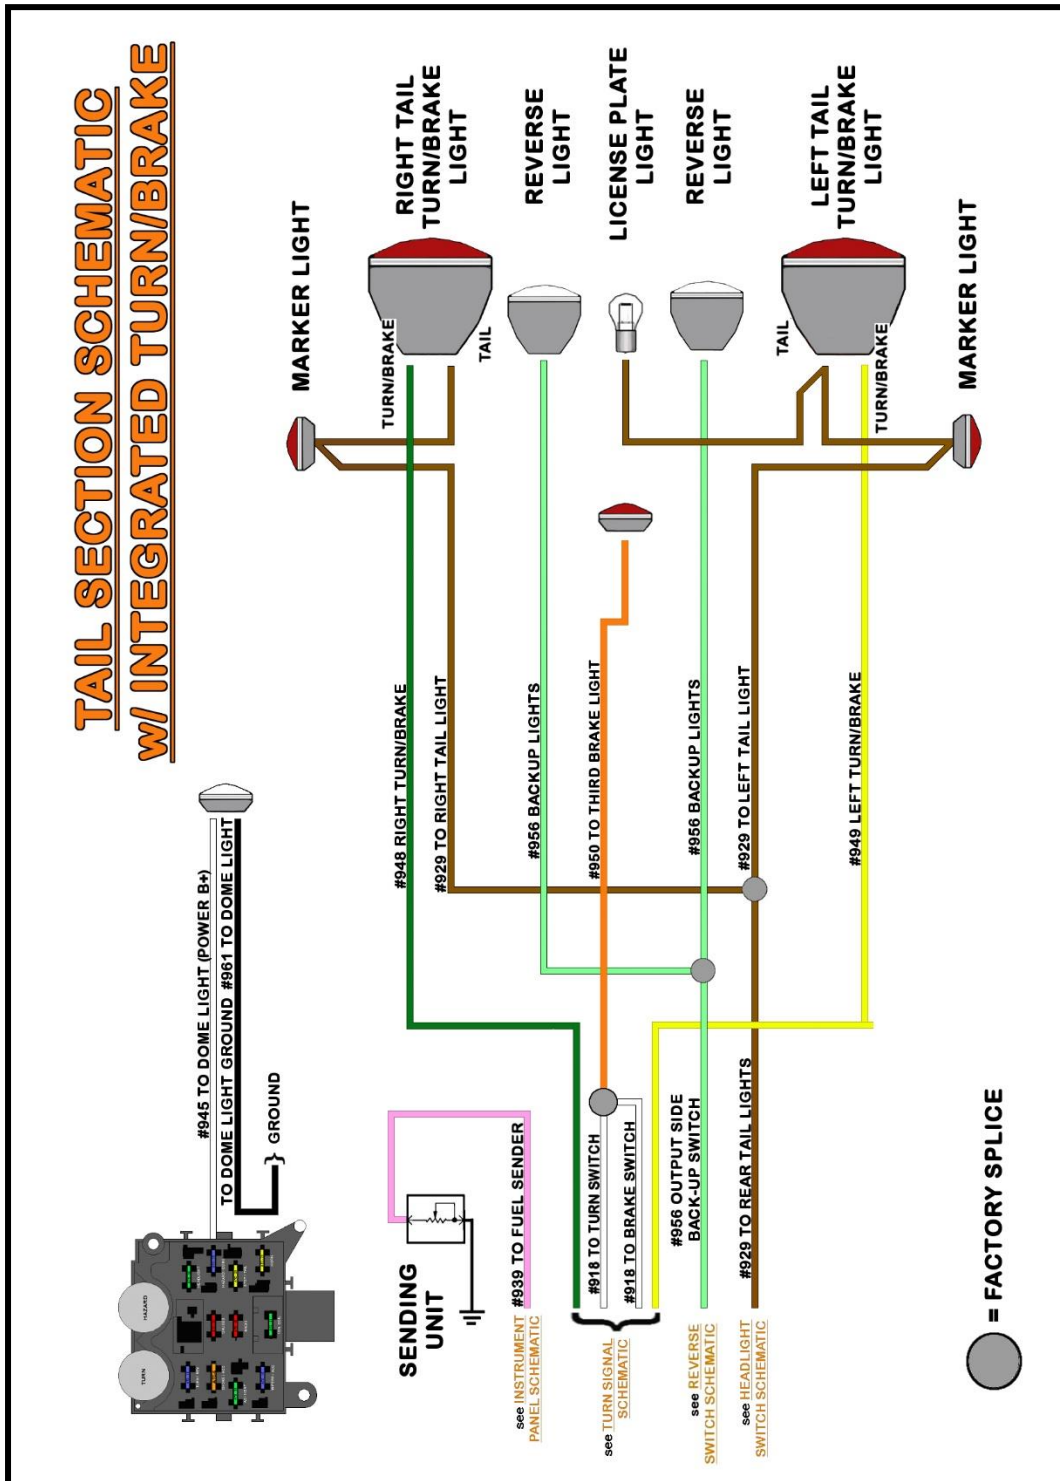 TAIL SECTION SCHEMATIC
w/ INTEGRATED TURN/BRAKE
HAZARD
TURN
#945 TO DOME LIGHT (POWER B+)
TO DOME LIGHT GROUND #961 TO DOME LIGHT
GROUND
MARKER LIGHT
RIGHT TAIL
TURN/BRAKE
LIGHT
TURN/BRAKE
TAIL
REVERSE
LIGHT
LICENSE PLATE
LIGHT
REVERSE
LIGHT
LEFT TAIL
TURN/BRAKE
LIGHT
TAIL
TURN/BRAKE
MARKER LIGHT
#948 RIGHT TURN/BRAKE
#929 TO RIGHT TAIL LIGHT
#956 BACKUP LIGHTS
#950 TO THIRD BRAKE LIGHT
#956 BACKUP LIGHTS
#929 TO LEFT TAIL LIGHT
#949 LEFT TURN/BRAKE
SENDING
UNIT
#939 TO FUEL SENDER
#918 TO TURN SWITCH
#918 TO BRAKE SWITCH
#956 OUTPUT SIDE
BACK-UP SWITCH
#929 TO REAR TAIL LIGHTS
see INSTRUMENT
PANEL SCHEMATIC
see TURN SIGNAL
SCHEMATIC
see REVERSE
SWITCH SCHEMATIC
see HEADLIGHT
SWITCH SCHEMATIC
= FACTORY SPLICE